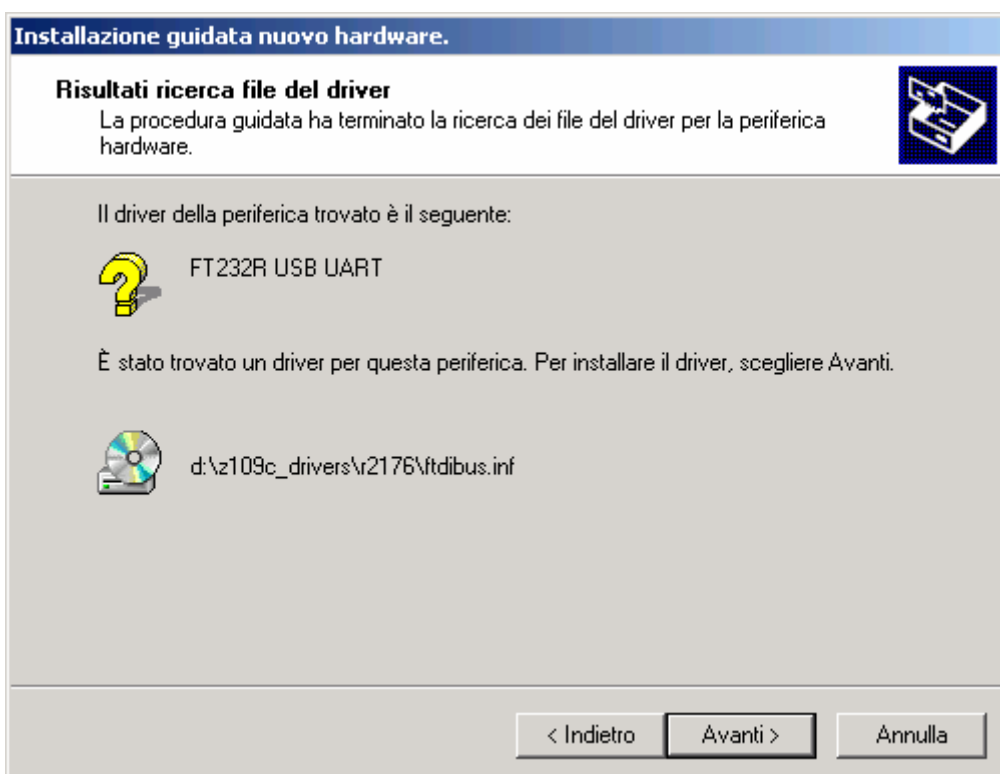 Installazione guidata nuovo hardware.
Risultati ricerca file del driver
La procedura guidata ha terminato la ricerca dei file del driver per la periferica
hardware.
Il driver della periferica trovato è il seguente:
FT232R USB UART
È stato trovato un driver per questa periferica. Per installare il driver, scegliere Avanti.
d:\z109c_drivers\r2176\ftdibus.inf
< Indietro
Avanti >
Annulla